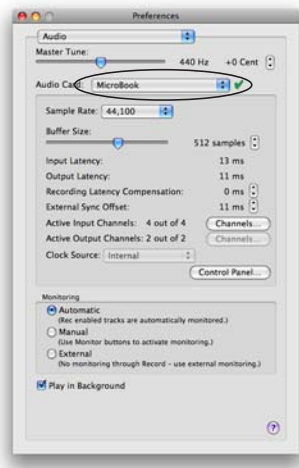 Preferences
Audio
Master Tune:
440 Hz +0 Cent
Audio Card: MicroBook
Sample Rate: 44,100
Buffer Size:
512 samples
Input Latency: 13 ms
Output Latency: 11 ms
Recording Latency Compensation: 0 ms
External Sync Offset: 11 ms
Active Input Channels: 4 out of 4 Channels...
Active Output Channels: 2 out of 2 Channels...
Clock Source: Internal
Control Panel...
Monitoring
Automatic
(Rec enabled tracks are automatically monitored.)
Manual
(Use Monitor buttons to activate monitoring.)
External
(No monitoring through Record - use external monitoring.)
Play in Background
?